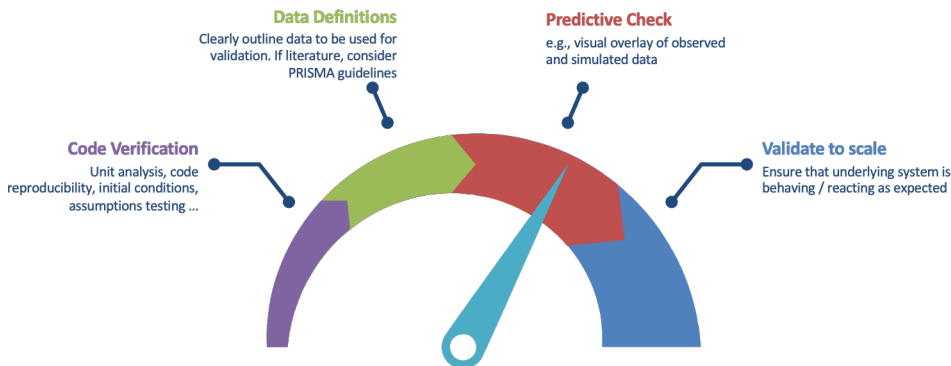 Data Definitions
Clearly outline data to be used for
validation. If literature, consider
PRISMA guidelines
Predictive Check
e.g., visual overlay of observed
and simulated data
Code Verification
Unit analysis, code
reproducibility, initial conditions,
assumptions testing ...
Validate to scale
Ensure that underlying system is
behaving / reacting as expected